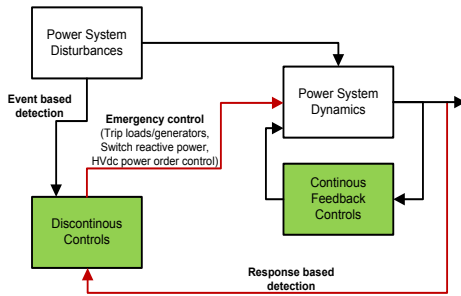 Power System
Disturbances
Event based
detection
Emergency control
(Trip loads/generators,
Switch reactive power,
HVdc power order control)
Power System
Dynamics
Continous
Feedback
Controls
Discontinous
Controls
Response based
detection